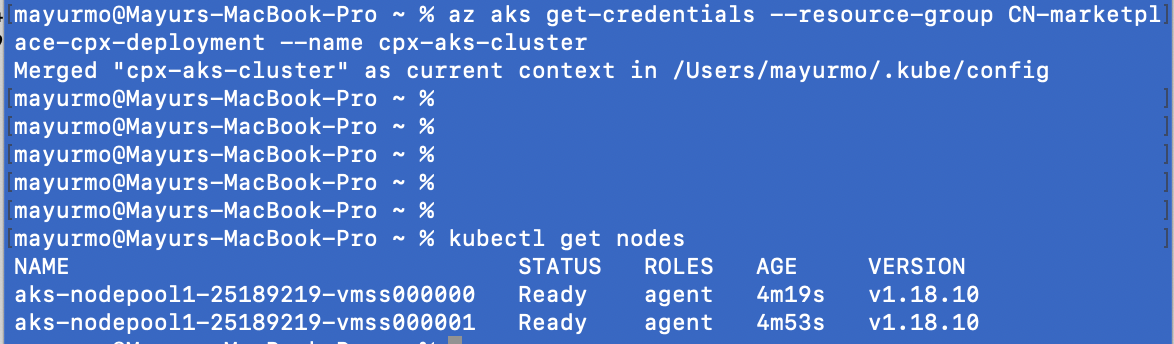 [mayurmo@Mayurs-MacBook-Pro ~ % az aks get-credentials --resource-group CN-marketpl]
ace-cpx-deployment --name cpx-aks-cluster
Merged "cpx-aks-cluster" as current context in /Users/mayurmo/.kube/config
[mayurmo@Mayurs-MacBook-Pro ~ % ]
[mayurmo@Mayurs-MacBook-Pro ~ % ]
[mayurmo@Mayurs-MacBook-Pro ~ % ]
[mayurmo@Mayurs-MacBook-Pro ~ % ]
[mayurmo@Mayurs-MacBook-Pro ~ % ]
[mayurmo@Mayurs-MacBook-Pro ~ % kubectl get nodes ]
NAME STATUS ROLES AGE VERSION
aks-nodepool1-25189219-vmss000000 Ready agent 4m19s v1.18.10
aks-nodepool1-25189219-vmss000001 Ready agent 4m53s v1.18.10